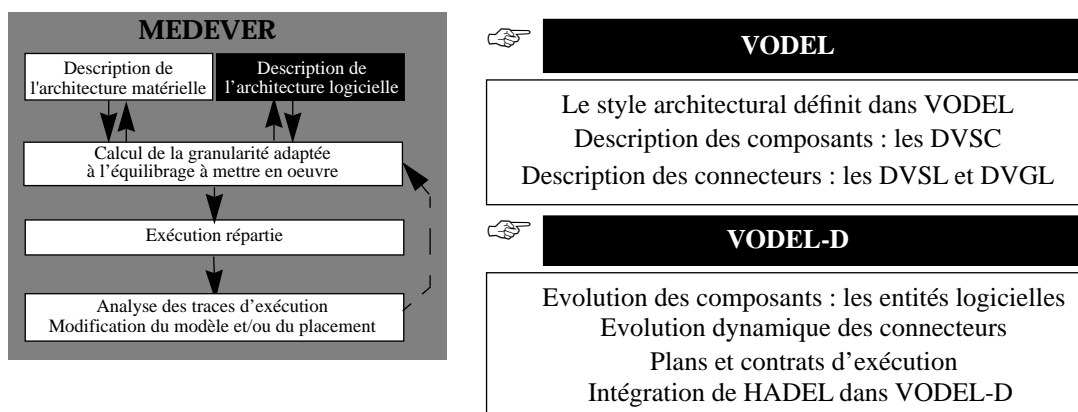 MEDEVER
Description de
l'architecture matérielle
Description de
l’architecture logicielle
Calcul de la granularité adaptée
à l’équilibrage à mettre en oeuvre
Exécution répartie
Analyse des traces d’exécution
Modification du modèle et/ou du placement
VODEL
Le style architectural définit dans VODEL
Description des composants : les DVSC
Description des connecteurs : les DVSL et DVGL
VODEL-D
Evolution des composants : les entités logicielles
Evolution dynamique des connecteurs
Plans et contrats d’exécution
Intégration de HADEL dans VODEL-D